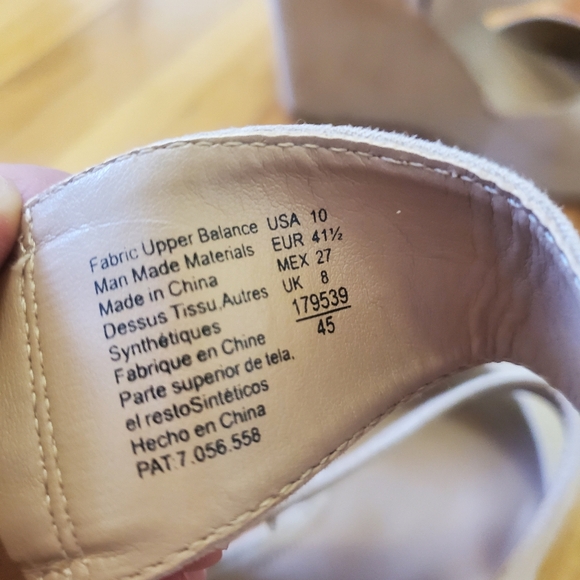 Fabric Upper Balance
Man Made Materials
Made in China
Dessus Tissu.Autres
Synthétiques
Fabrique en Chine
Parte superior de tela.
el restoSintéticos
Hecho en China
PAT:7.056.558
USA 10
EUR 41½
MEX 27
UK 8
179539
45